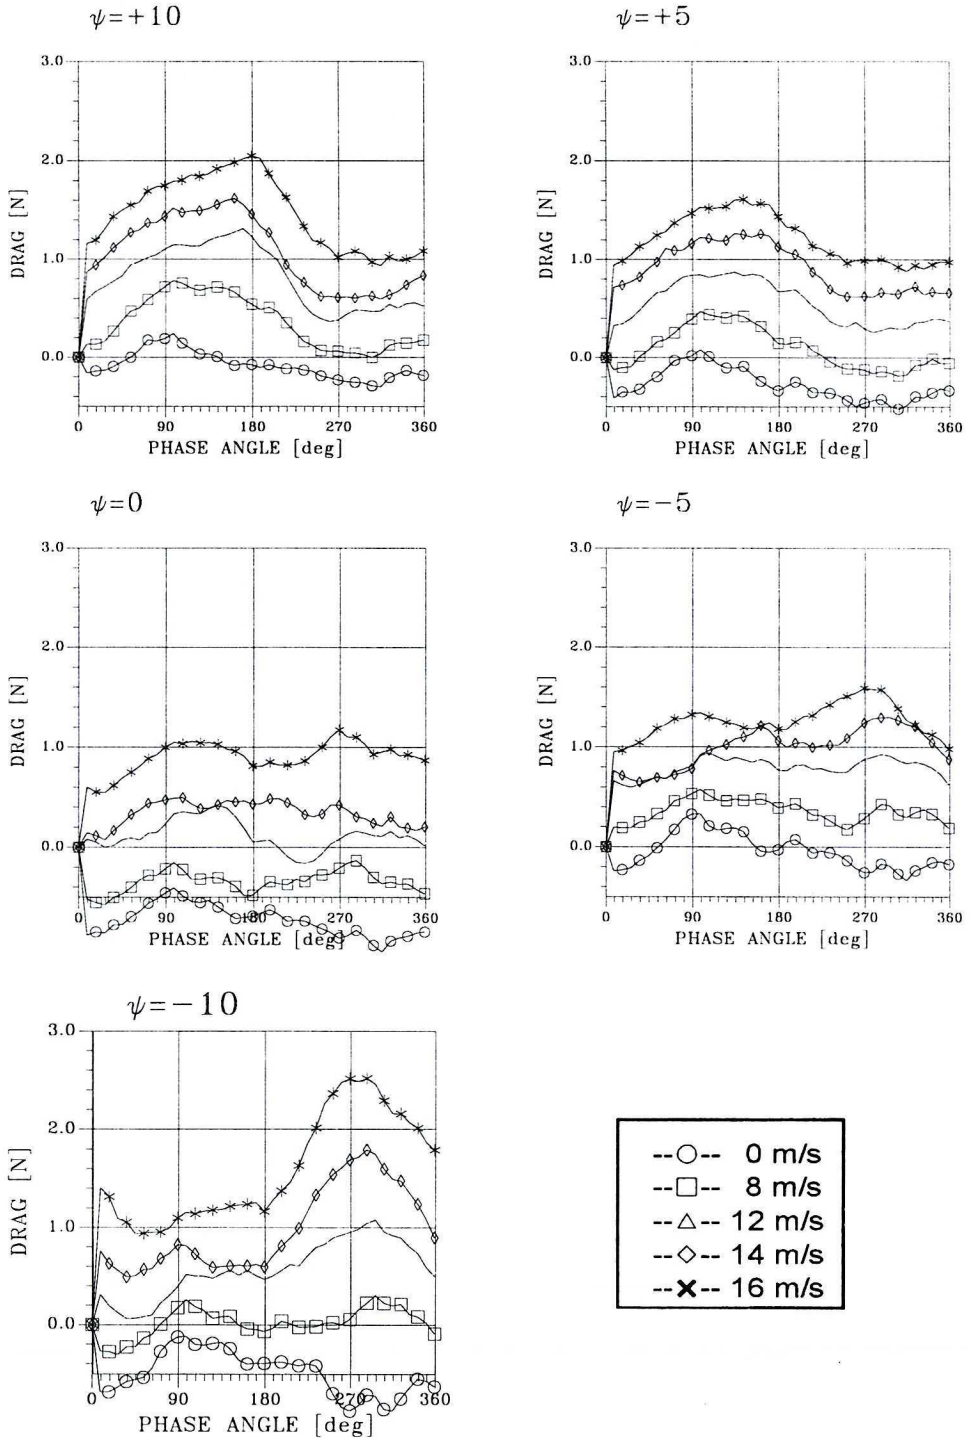 ψ=+10
3.0
2.0
1.0
0.0
DRAG [N]
0 90 180 270 360
PHASE ANGLE [deg]
ψ=+5
3.0
2.0
1.0
0.0
DRAG [N]
0 90 180 270 360
PHASE ANGLE [deg]
ψ=0
3.0
2.0
1.0
0.0
DRAG [N]
0 90 180 270 360
PHASE ANGLE [deg]
ψ=−5
3.0
2.0
1.0
0.0
DRAG [N]
0 90 180 270 360
PHASE ANGLE [deg]
ψ=−10
3.0
2.0
1.0
0.0
DRAG [N]
0 90 180 270 360
PHASE ANGLE [deg]
0 m/s
8 m/s
12 m/s
14 m/s
16 m/s